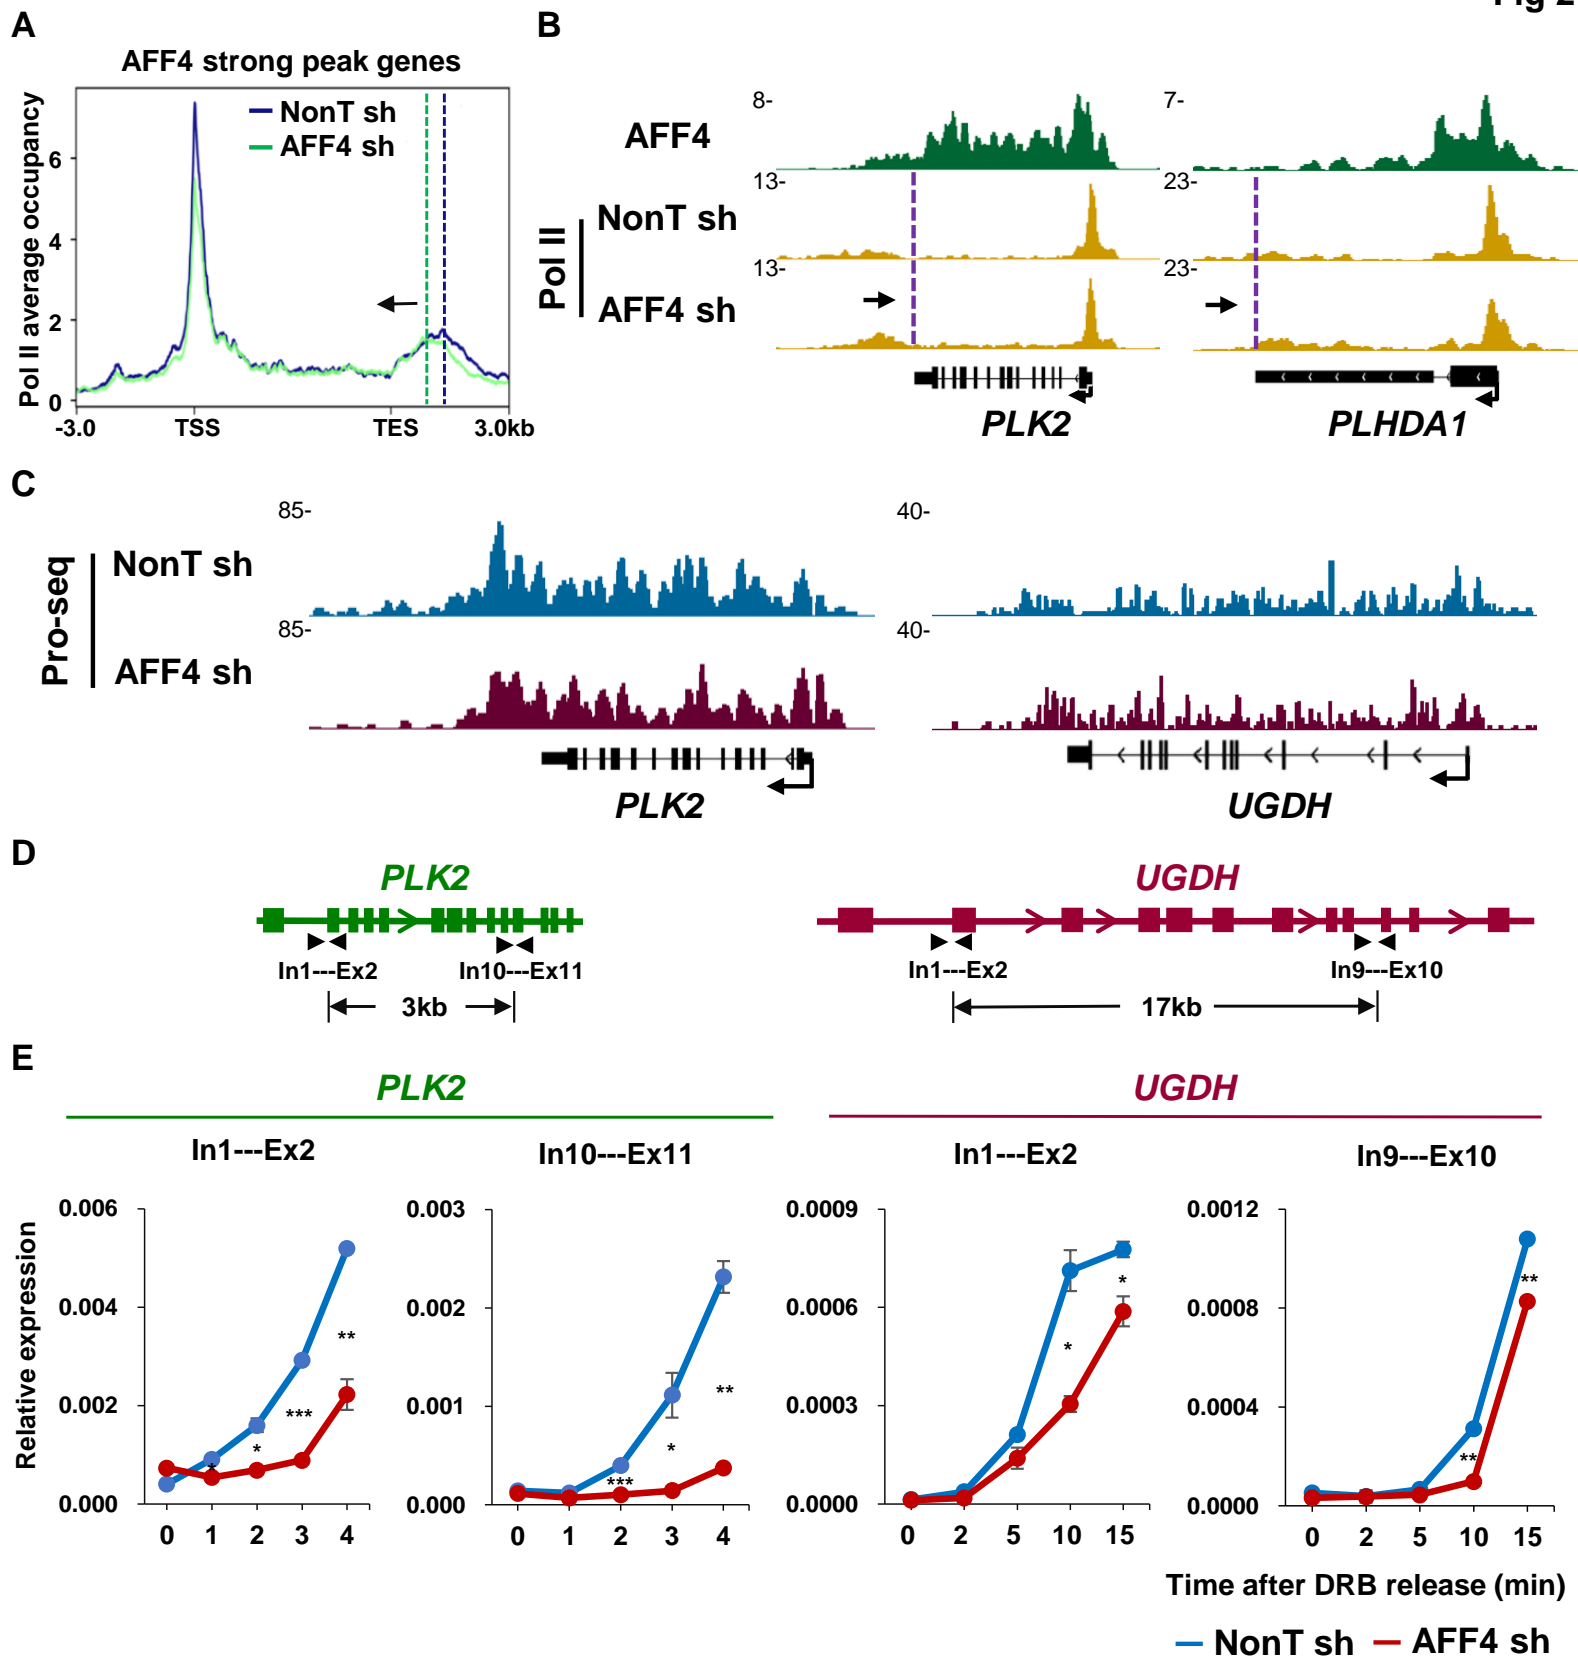 Fig 2
A
AFF4 strong peak genes
Pol II average occupancy
NonT sh
AFF4 sh
6
4
2
0
-3.0
TSS
TES
3.0kb
B
AFF4
Pol II
NonT sh
AFF4 sh
8-
13-
13-
7-
23-
23-
PLK2
PLHDA1
C
Pro-seq
NonT sh
AFF4 sh
85-
85-
40-
40-
PLK2
UGDH
D
PLK2
In1---Ex2
In10---Ex11
3kb
UGDH
In1---Ex2
In9---Ex10
17kb
E
PLK2
UGDH
Relative expression
In1---Ex2
0.006
0.004
0.002
0.000
*
*
***
**
0 1 2 3 4
In10---Ex11
0.003
0.002
0.001
0.000
***
*
**
0 1 2 3 4
In1---Ex2
0.0009
0.0006
0.0003
0.0000
*
*
0 2 5 10 15
In9---Ex10
0.0012
0.0008
0.0004
0.0000
**
**
0 2 5 10 15
Time after DRB release (min)
NonT sh AFF4 sh